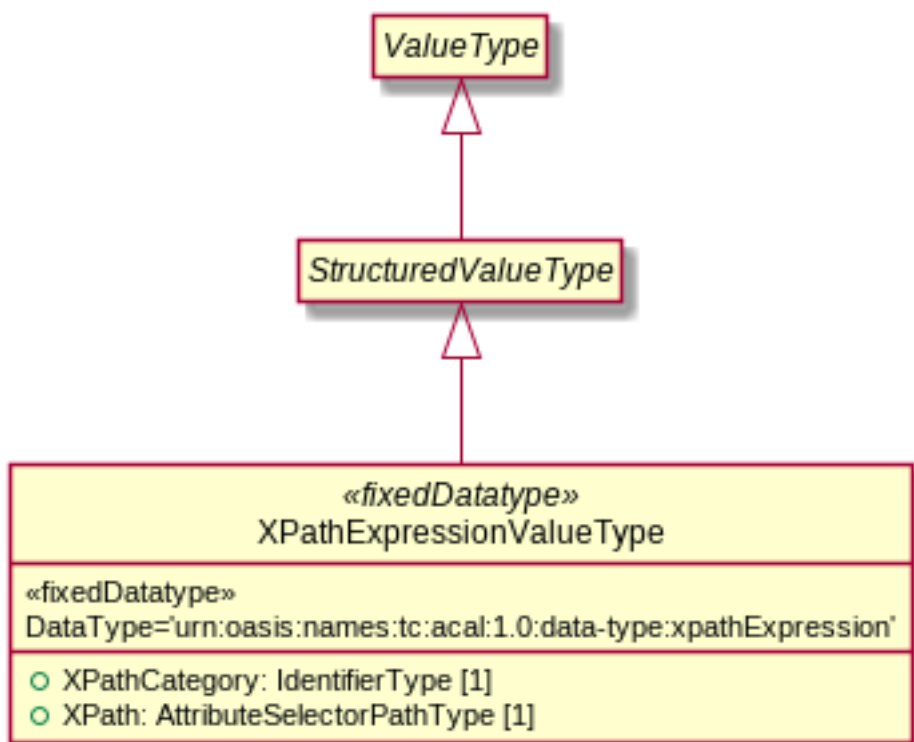 ValueType
StructuredValueType
«fixedDatatype»
XPathExpressionValueType
«fixedDatatype»
DataType='urn:oasis:names:tc:acal:1.0:data-type:xpathExpression'
XPathCategory: IdentifierType [1]
XPath: AttributeSelectorPathType [1]